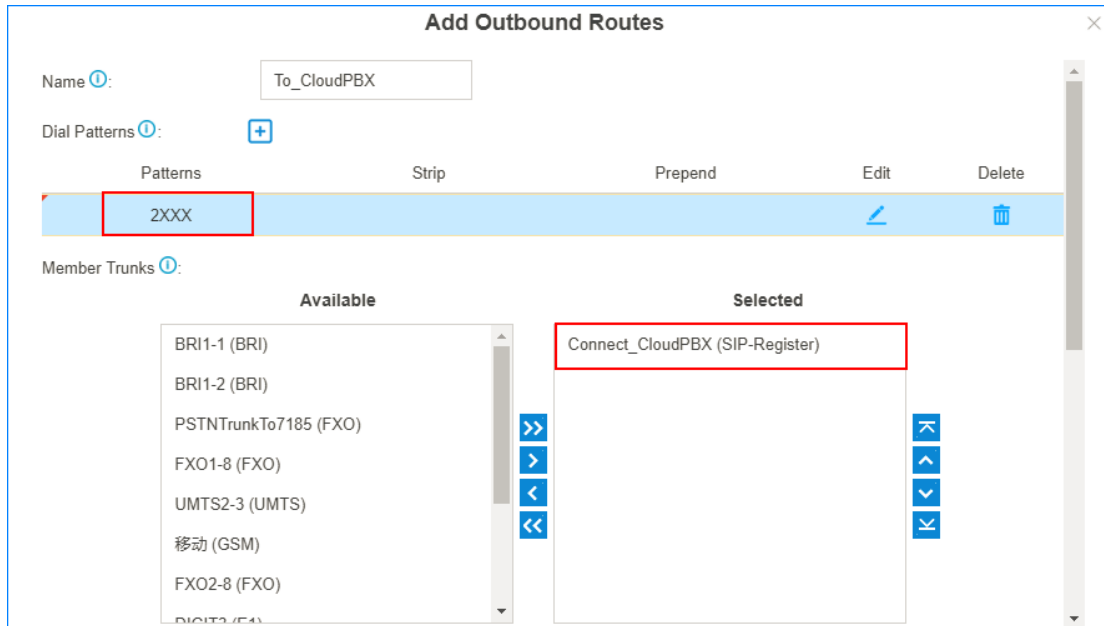 Add Outbound Routes
Name :
To_CloudPBX
Dial Patterns :
Patterns Strip Prepend Edit Delete
2XXX
Member Trunks :
Available Selected
BRI1-1 (BRI)
BRI1-2 (BRI)
PSTNTrunkTo7185 (FXO)
FXO1-8 (FXO)
UMTS2-3 (UMTS)
移动 (GSM)
FXO2-8 (FXO)
Connect_CloudPBX (SIP-Register)